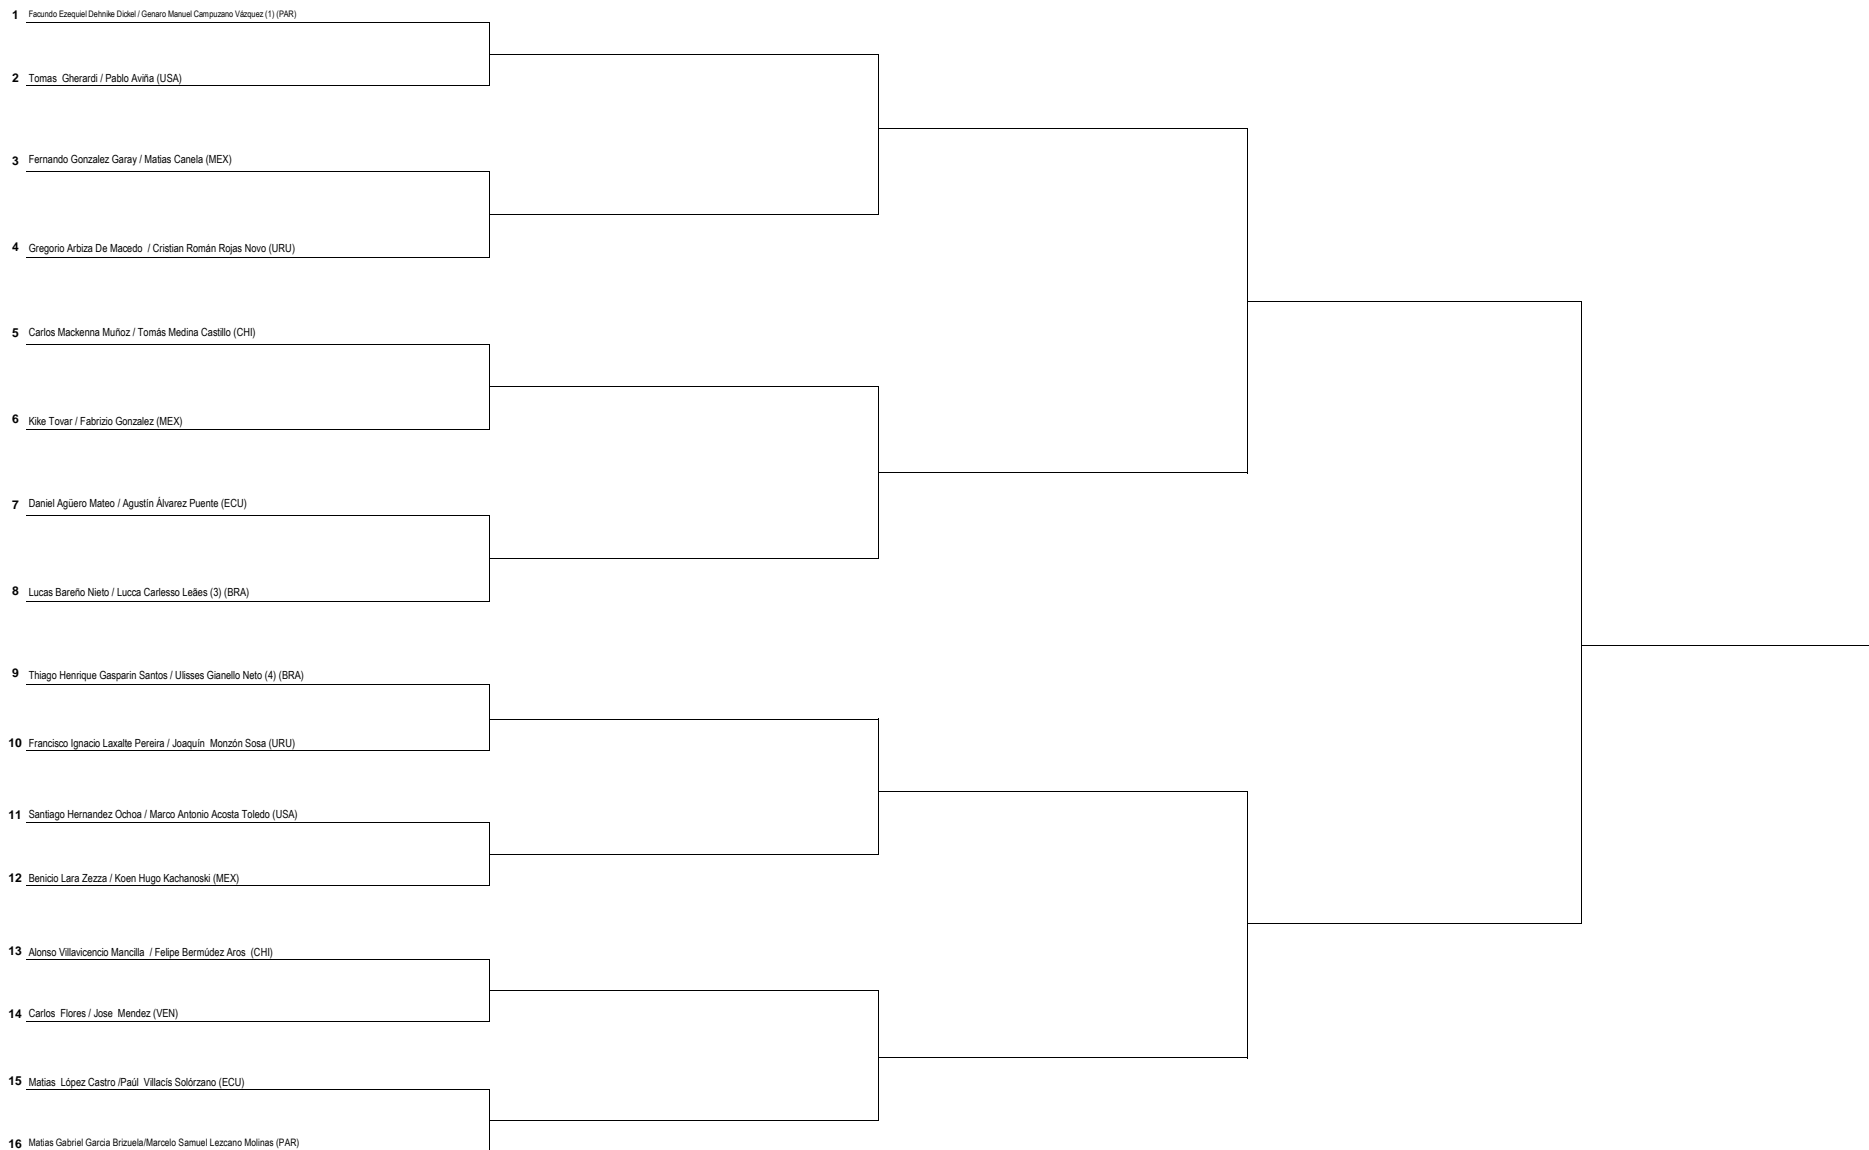 1 Facundo Ezequiel Dehnike Dickel / Genaro Manuel Campuzano Vázquez (1) (PAR)
2 Tomas Gherardi / Pablo Aviña (USA)
3 Fernando Gonzalez Garay / Matias Canela (MEX)
4 Gregorio Arbiza De Macedo / Cristian Román Rojas Novo (URU)
5 Carlos Mackenna Muñoz / Tomás Medina Castillo (CHI)
6 Kike Tovar / Fabrizio Gonzalez (MEX)
7 Daniel Agüero Mateo / Agustín Álvarez Puente (ECU)
8 Lucas Bareño Nieto / Lucca Carlesso Leães (3) (BRA)
9 Thiago Henrique Gasparin Santos / Ulisses Gianello Neto (4) (BRA)
10 Francisco Ignacio Laxalte Pereira / Joaquín Monzón Sosa (URU)
11 Santiago Hernandez Ochoa / Marco Antonio Acosta Toledo (USA)
12 Benicio Lara Zezza / Koen Hugo Kachanoski (MEX)
13 Alonso Villavicencio Mancilla / Felipe Bermúdez Aros (CHI)
14 Carlos Flores / Jose Mendez (VEN)
15 Matias López Castro /Paúl Villacís Solórzano (ECU)
16 Matias Gabriel Garcia Brizuela/Marcelo Samuel Lezcano Molinas (PAR)